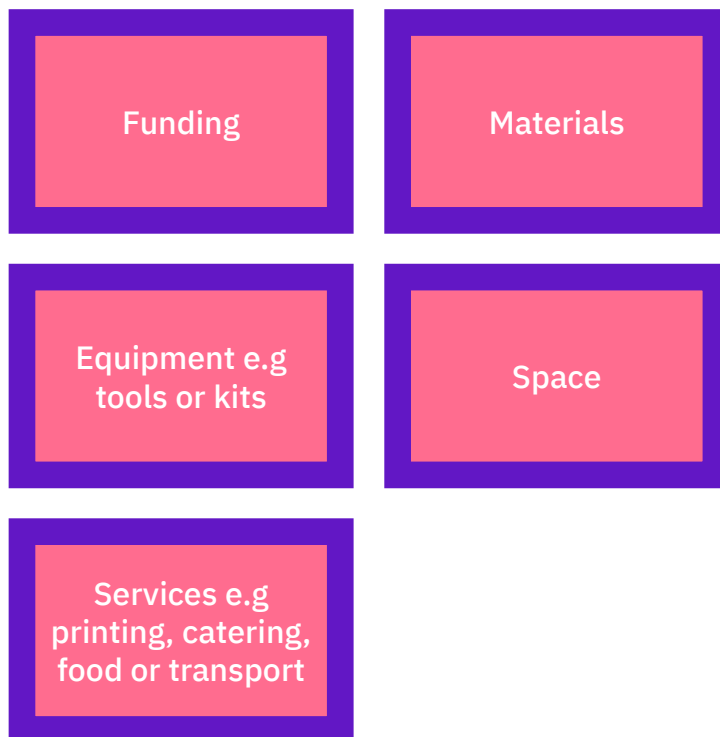 Funding
Materials
Equipment e.g
tools or kits
Space
Services e.g
printing, catering,
food or transport